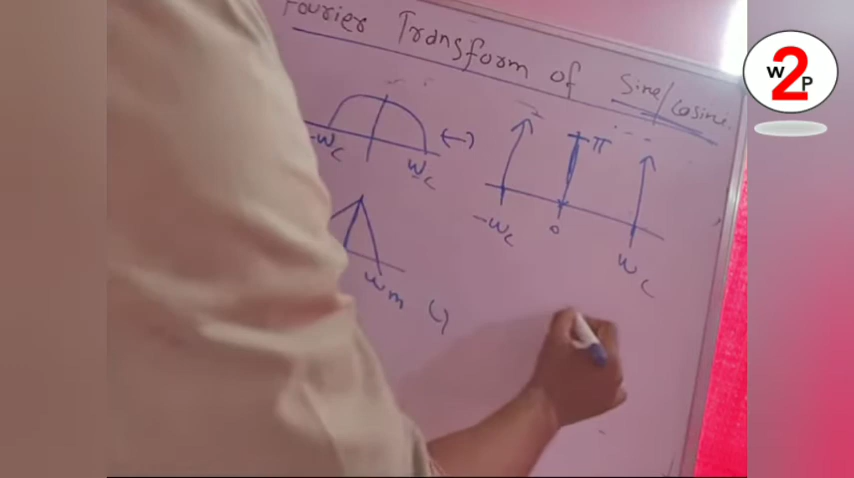 Fourier Transform of Sine/Cosine.
w2P
-wc
wc
π
-wc
0
wc
wm